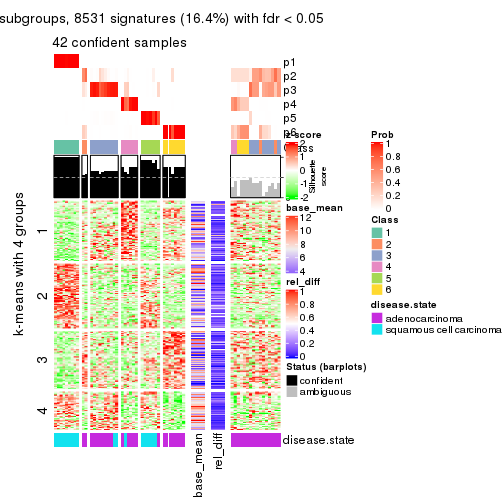 subgroups, 8531 signatures (16.4%) with fdr < 0.05
42 confident samples
p1
p2
p3
p4
p5
p6
Class
z-score
2
1
0
-1
-2
Silhouette
score
k-means with 4 groups
1
2
3
4
base_mean
12
10
8
6
4
rel_diff
1
0.8
0.6
0.4
0.2
0
Status (barplots)
confident
ambiguous
Prob
1
0.8
0.6
0.4
0.2
0
Class
1
2
3
4
5
6
disease.state
adenocarcinoma
squamous cell carcinoma
disease.state
base_mean
rel_diff